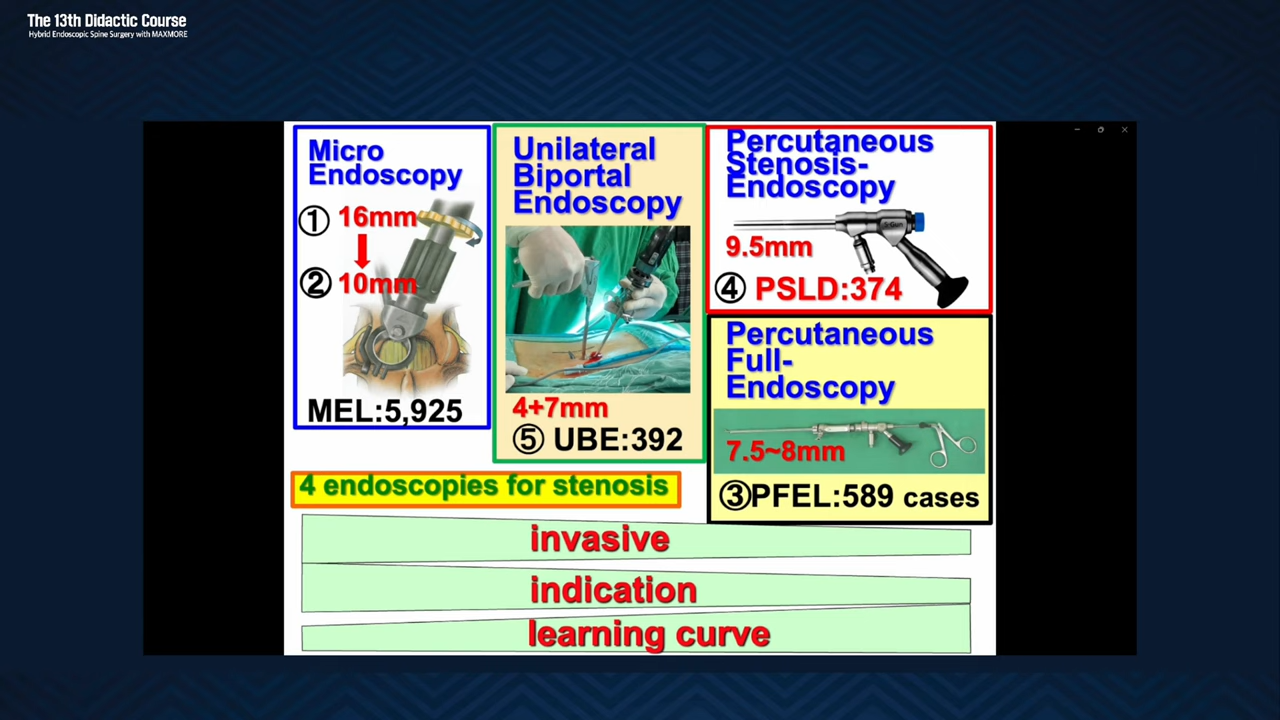 The 13th Didactic Course
Hybrid Endoscopic Spine Surgery with MAXMORE
Micro
Endoscopy
① 16mm
② 10mm
MEL:5,925
Unilateral
Biportal
Endoscopy
4+7mm
⑤ UBE:392
Percutaneous
Stenosis-
Endoscopy
9.5mm
④ PSLD:374
Percutaneous
Full-
Endoscopy
7.5~8mm
③PFEL:589 cases
4 endoscopies for stenosis
invasive
indication
learning curve